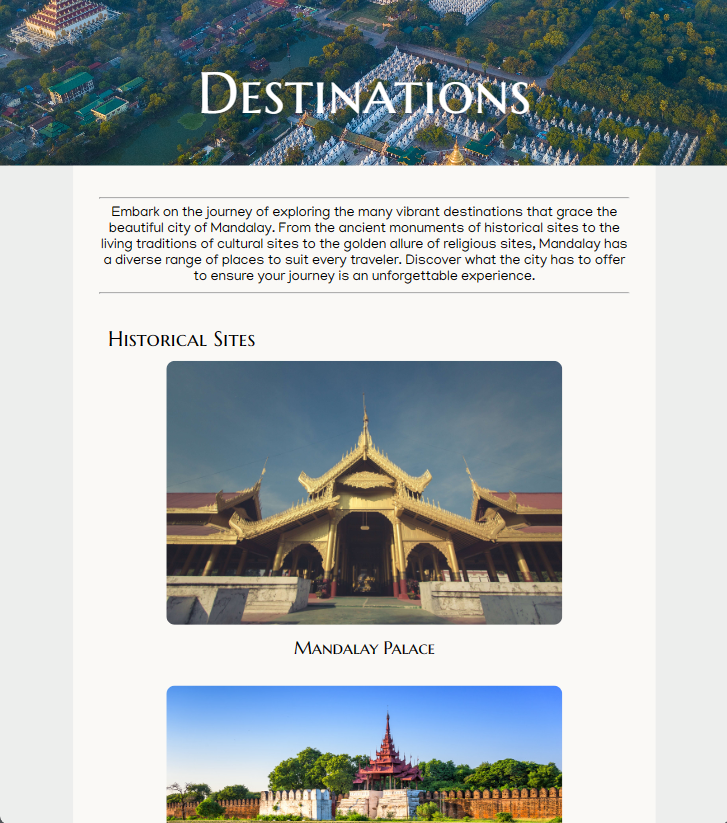 Destinations
Embark on the journey of exploring the many vibrant destinations that grace the
beautiful city of Mandalay. From the ancient monuments of historical sites to the
living traditions of cultural sites to the golden allure of religious sites, Mandalay has
a diverse range of places to suit every traveler. Discover what the city has to offer
to ensure your journey is an unforgettable experience.
Historical Sites
Mandalay Palace